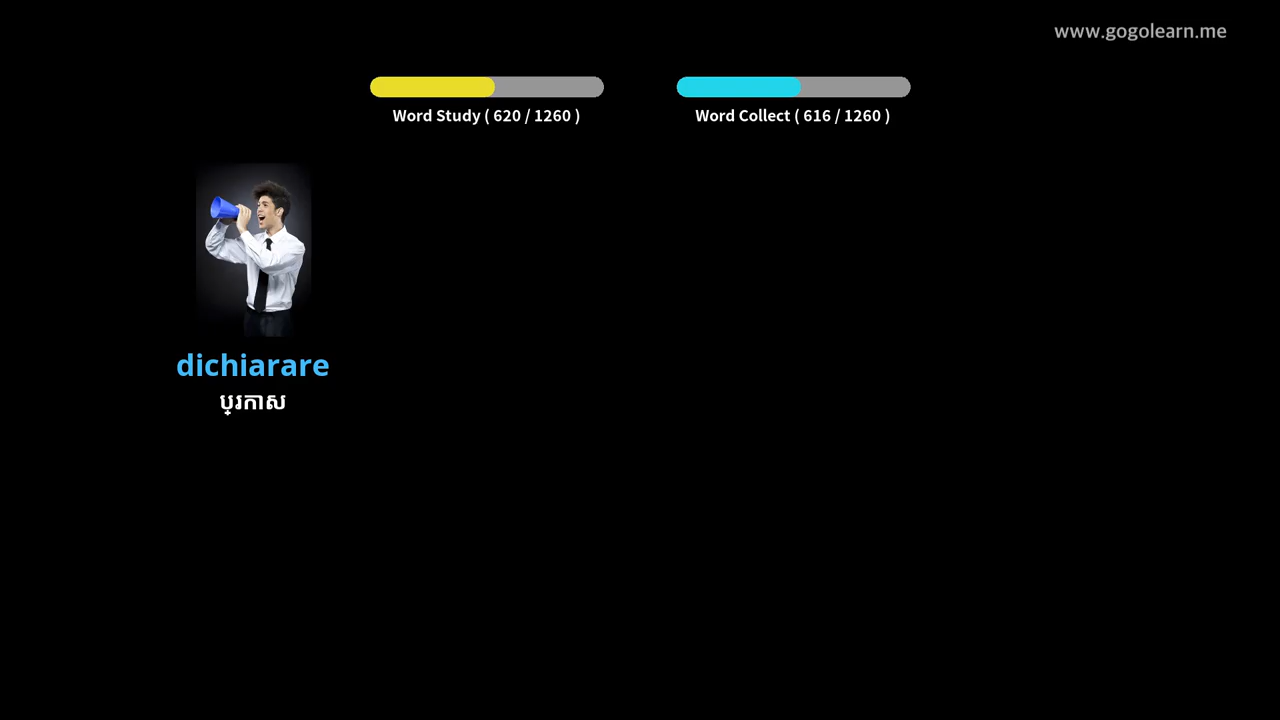 www.gogolearn.me
Word Study ( 620 / 1260 )
Word Collect ( 616 / 1260 )
dichiarare
ប្រកាស